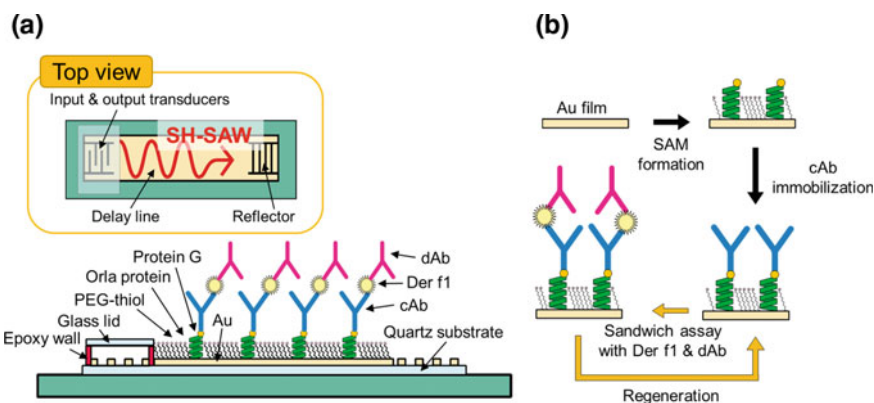 (a)
Top view
Input & output transducers
SH-SAW
Delay line
Reflector
Protein G
Orla protein
PEG-thiol
Glass lid
Epoxy wall
Au
dAb
Der f1
cAb
Quartz substrate
(b)
Au film
SAM
formation
cAb
immobilization
Sandwich assay
with Der f1 & dAb
Regeneration